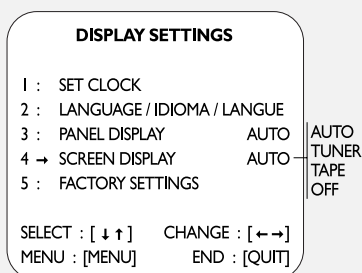 DISPLAY SETTINGS
1 : SET CLOCK
2 : LANGUAGE / IDIOMA / LANGUE
3 : PANEL DISPLAY AUTO
4 → SCREEN DISPLAY AUTO
5 : FACTORY SETTINGS
SELECT : [↓↑] CHANGE : [←→]
MENU : [MENU] END : [QUIT]
AUTO
TUNER
TAPE
OFF